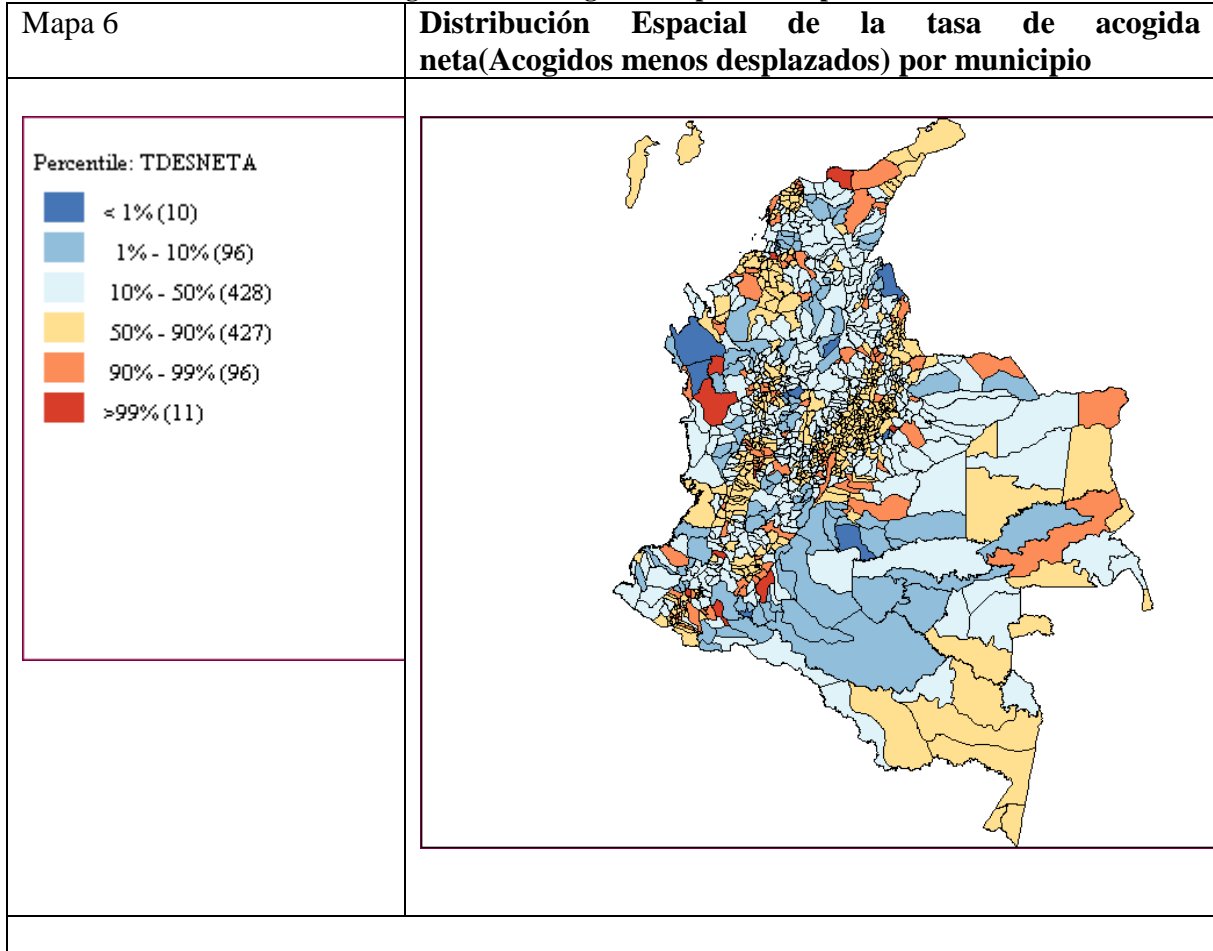 Mapa 6
Distribución Espacial de la tasa de acogida
neta(Acogidos menos desplazados) por municipio
Percentile: TDESNETA
< 1% (10)
1% - 10% (96)
10% - 50% (428)
50% - 90% (427)
90% - 99% (96)
>99% (11)